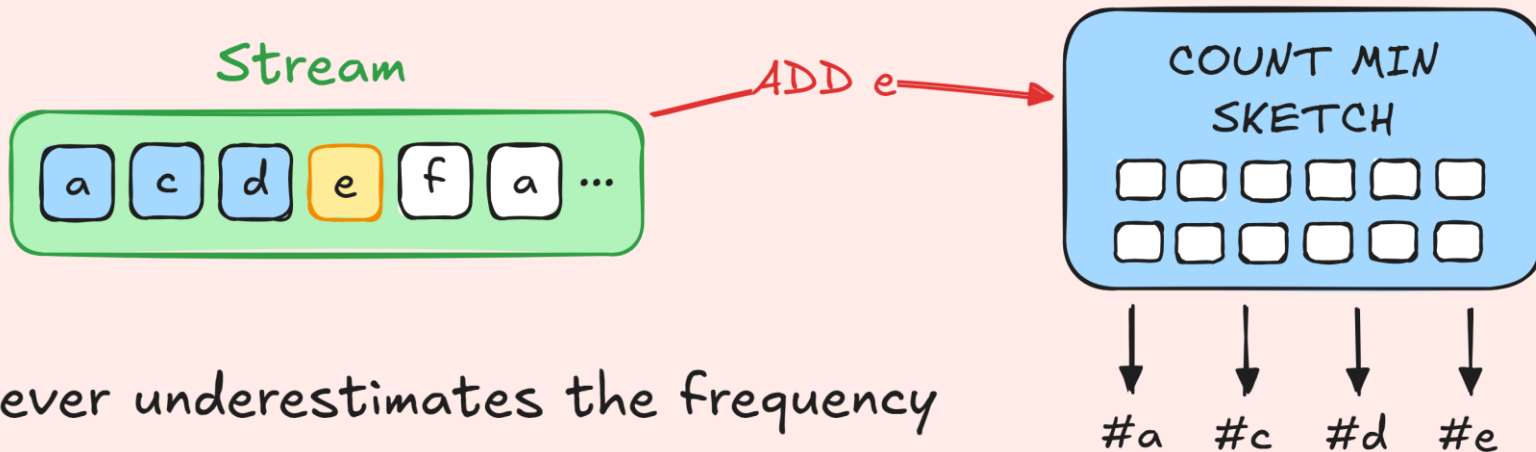 Stream
ADD e
COUNT MIN
SKETCH
a c d e f a ...
ever underestimates the frequency
#a #c #d #e